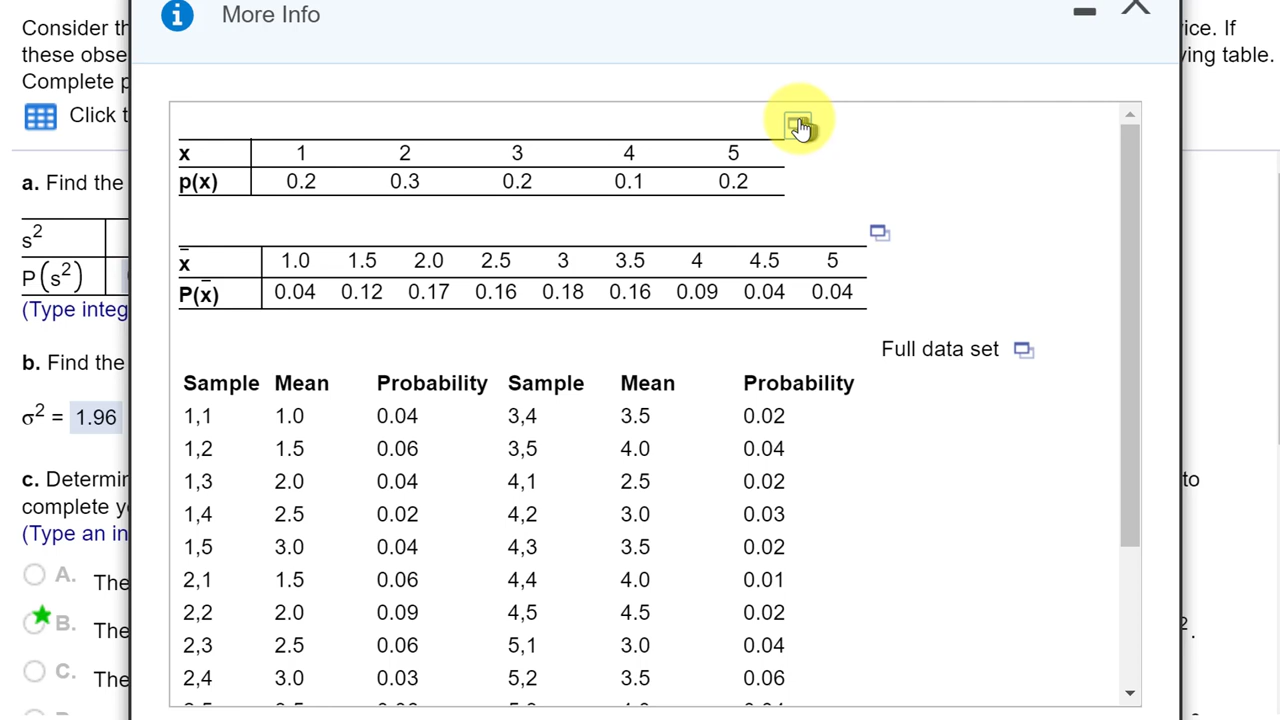 More Info
Consider th
ice. If
these obse
ving table.
Complete p
Click t
a. Find the
s2
P(s2)
(Type integ
b. Find the
σ2 = 1.96
c. Determin
to
complete yo
(Type an in
A. The
B. The
2.
C. The
x 1 2 3 4 5
p(x) 0.2 0.3 0.2 0.1 0.2
x̄ 1.0 1.5 2.0 2.5 3 3.5 4 4.5 5
P(x̄) 0.04 0.12 0.17 0.16 0.18 0.16 0.09 0.04 0.04
Full data set
Sample Mean Probability Sample Mean Probability
1,1 1.0 0.04 3,4 3.5 0.02
1,2 1.5 0.06 3,5 4.0 0.04
1,3 2.0 0.04 4,1 2.5 0.02
1,4 2.5 0.02 4,2 3.0 0.03
1,5 3.0 0.04 4,3 3.5 0.02
2,1 1.5 0.06 4,4 4.0 0.01
2,2 2.0 0.09 4,5 4.5 0.02
2,3 2.5 0.06 5,1 3.0 0.04
2,4 3.0 0.03 5,2 3.5 0.06